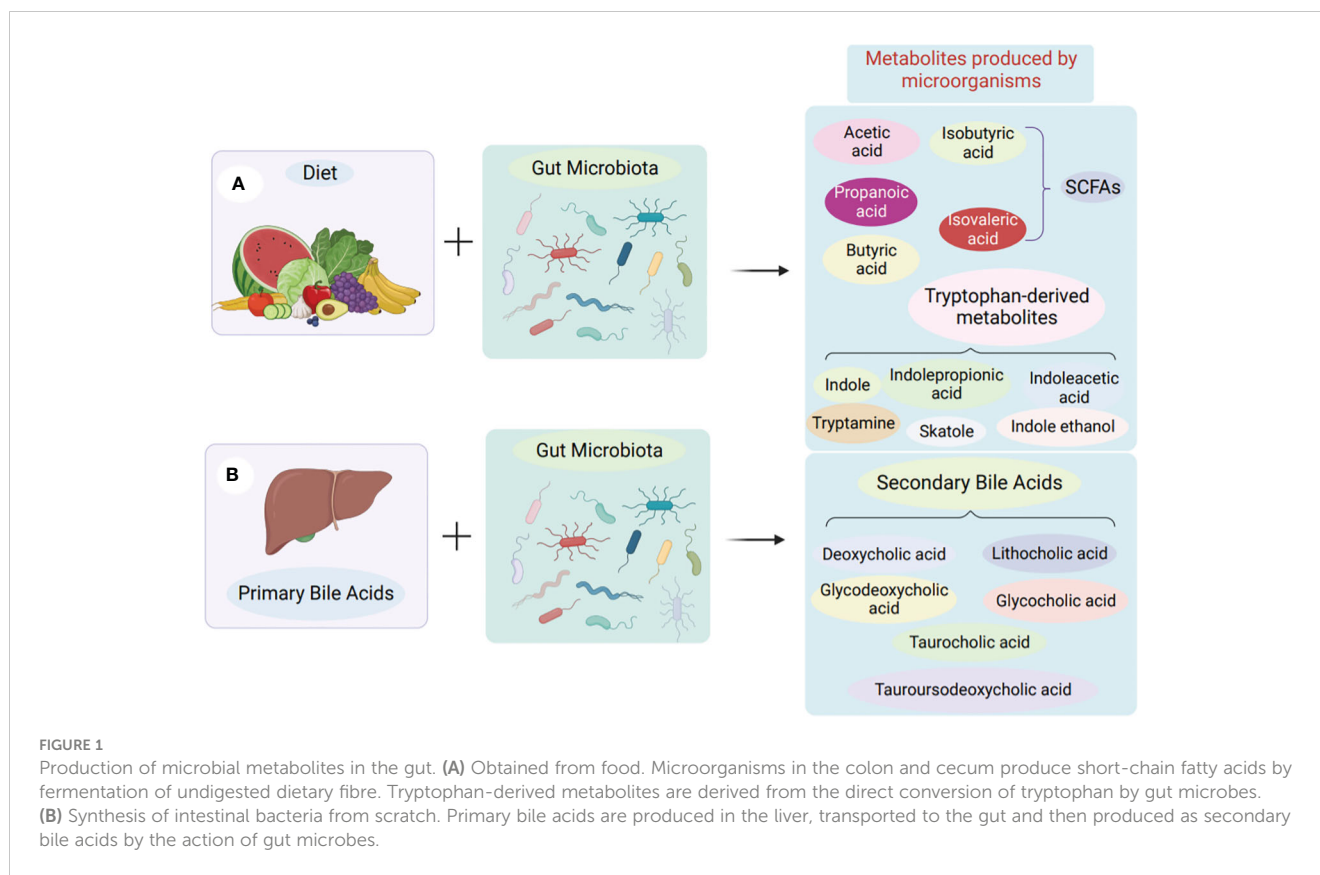 Metabolites produced by
microorganisms
A
Diet
Gut Microbiota
Acetic
acid
Isobutyric
acid
Propanoic
acid
SCFAs
Isovaleric
acid
Butyric
acid
Tryptophan-derived
metabolites
Indole
Indolepropionic
acid
Indoleacetic
acid
Tryptamine
Skatole
Indole ethanol
B
Primary Bile Acids
Gut Microbiota
Secondary Bile Acids
Deoxycholic acid
Lithocholic acid
Glycodeoxycholic
acid
Glycocholic acid
Taurocholic acid
Tauroursodeoxycholic acid
FIGURE 1
Production of microbial metabolites in the gut. (A) Obtained from food. Microorganisms in the colon and cecum produce short-chain fatty acids by
fermentation of undigested dietary fibre. Tryptophan-derived metabolites are derived from the direct conversion of tryptophan by gut microbes.
(B) Synthesis of intestinal bacteria from scratch. Primary bile acids are produced in the liver, transported to the gut and then produced as secondary
bile acids by the action of gut microbes.